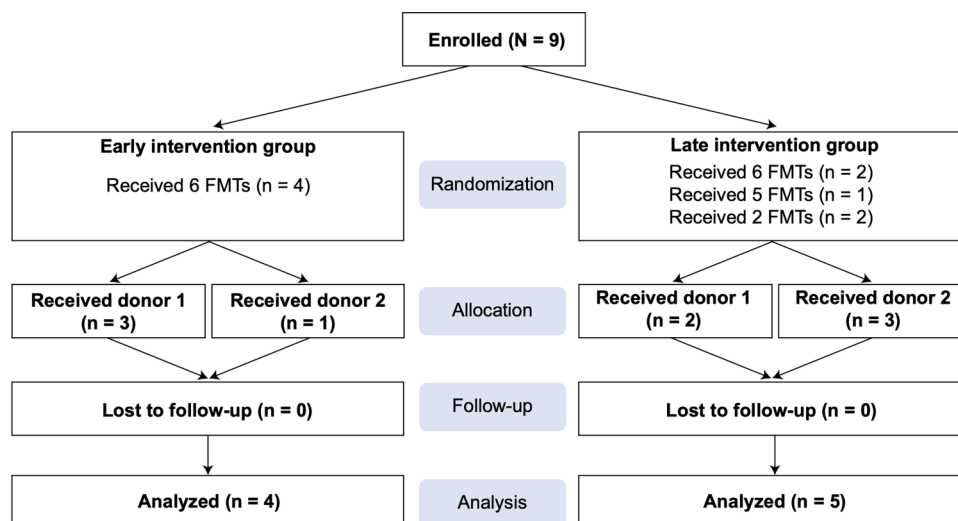 Enrolled (N = 9)
Early intervention group
Received 6 FMTs (n = 4)
Randomization
Late intervention group
Received 6 FMTs (n = 2)
Received 5 FMTs (n = 1)
Received 2 FMTs (n = 2)
Received donor 1
(n = 3)
Received donor 2
(n = 1)
Allocation
Received donor 1
(n = 2)
Received donor 2
(n = 3)
Lost to follow-up (n = 0)
Follow-up
Lost to follow-up (n = 0)
Analyzed (n = 4)
Analysis
Analyzed (n = 5)